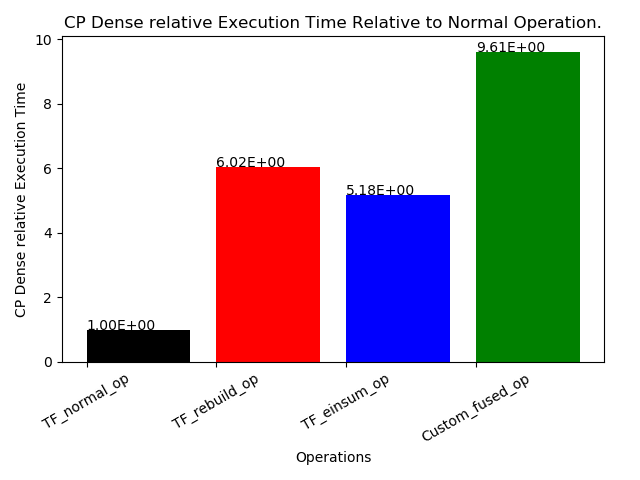 CP Dense relative Execution Time Relative to Normal Operation.
CP Dense relative Execution Time
10
8
6
4
2
0
1.00E+00
6.02E+00
5.18E+00
9.61E+00
TF_normal_op
TF_rebuild_op
TF_einsum_op
Custom_fused_op
Operations